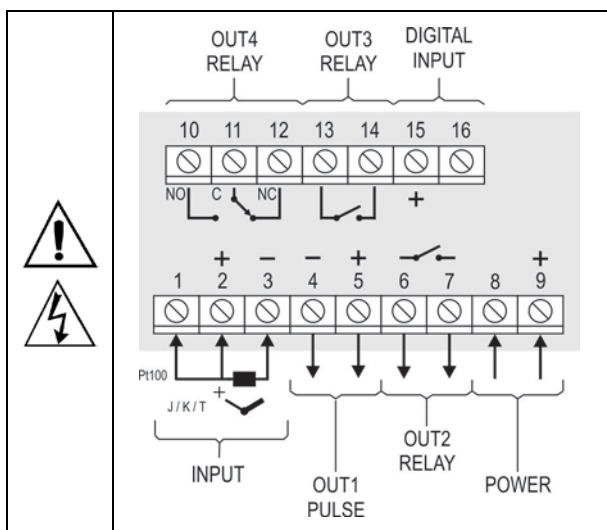 OUT4 OUT3 DIGITAL
RELAY RELAY INPUT
10 11 12 13 14 15 16
NO C NC
+
+ − − + +
1 2 3 4 5 6 7 8 9
Pt100
+
J / K / T
INPUT
OUT1
PULSE
OUT2
RELAY
POWER